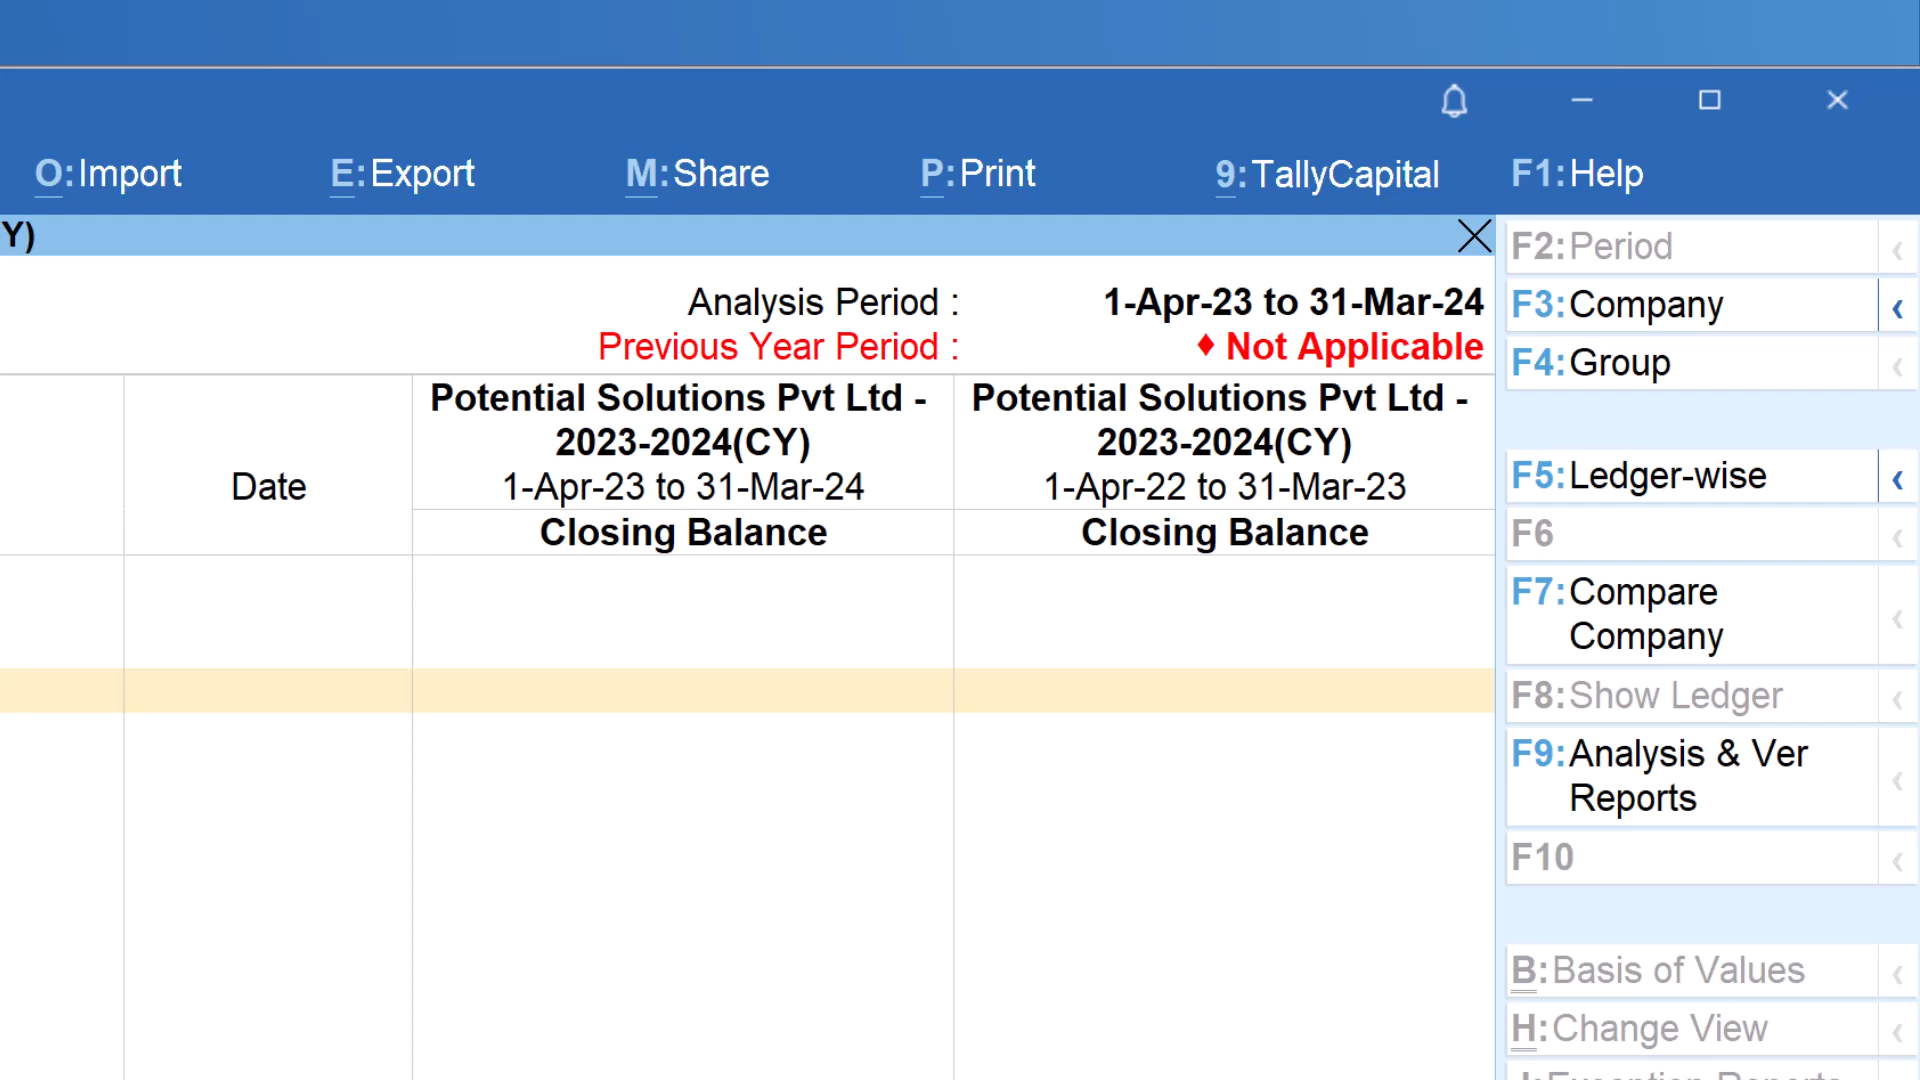 O:Import E:Export M:Share P:Print 9:TallyCapital F1:Help
Y)
Analysis Period : 1-Apr-23 to 31-Mar-24
Previous Year Period : ♦ Not Applicable
Potential Solutions Pvt Ltd -
2023-2024(CY)
1-Apr-23 to 31-Mar-24
Closing Balance
Potential Solutions Pvt Ltd -
2023-2024(CY)
1-Apr-22 to 31-Mar-23
Closing Balance
Date
F2:Period
F3:Company
F4:Group
F5:Ledger-wise
F6
F7:Compare
Company
F8:Show Ledger
F9:Analysis & Ver
Reports
F10
B:Basis of Values
H:Change View